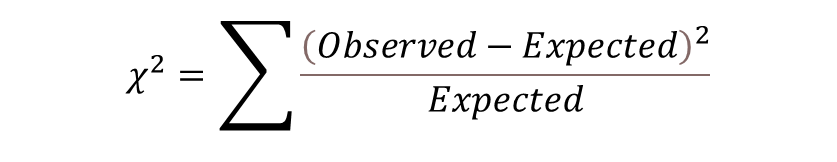 χ² = ∑ (Observed − Expected)² / Expected